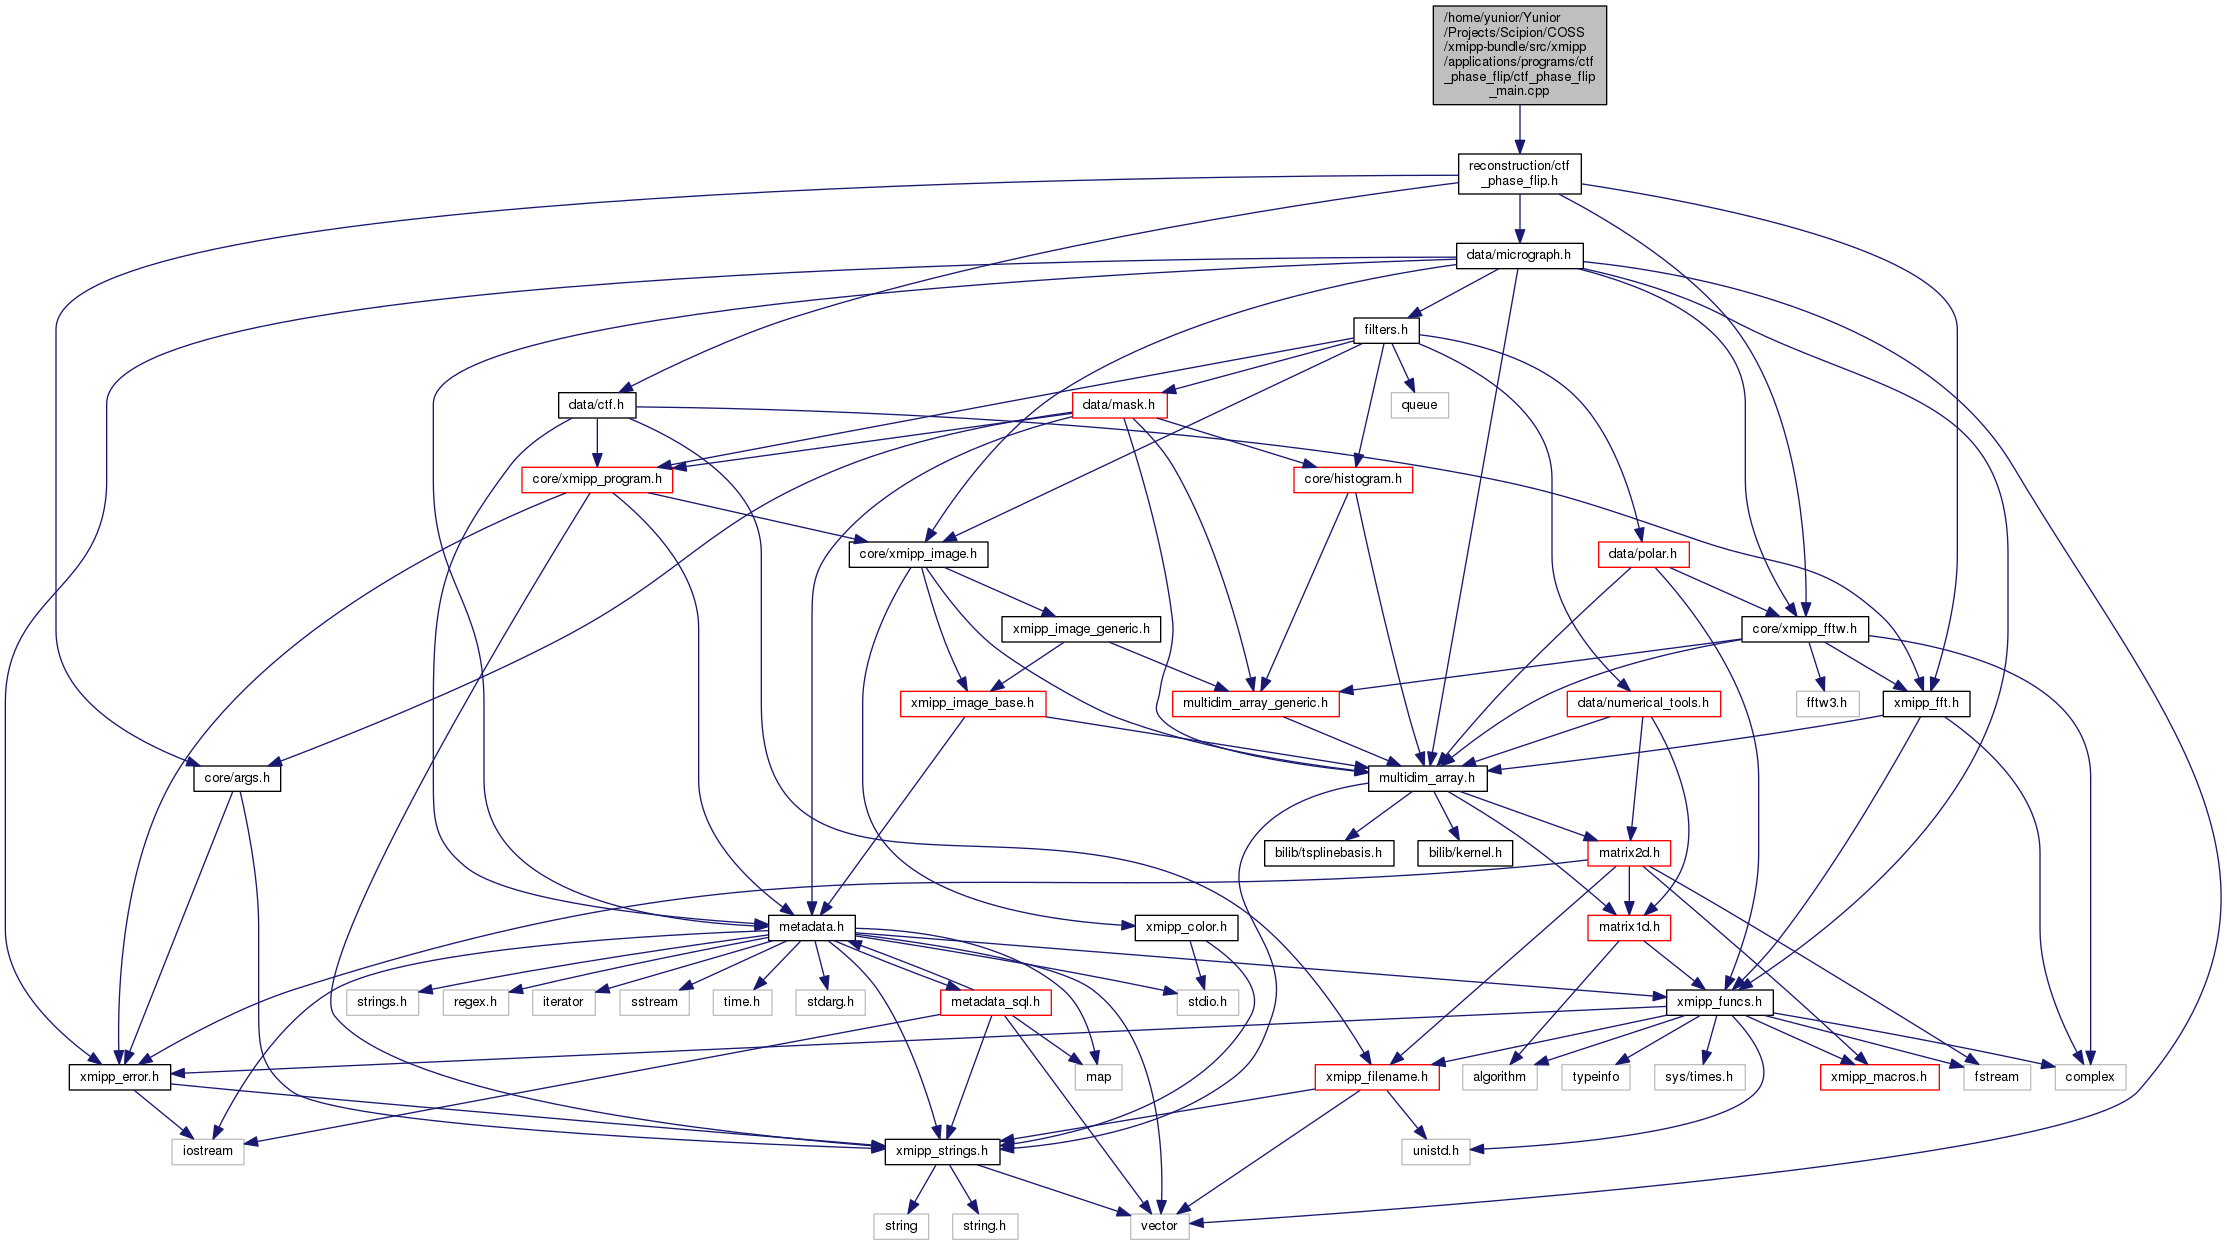 /home/yunior/Yunior
/Projects/Scipion/COSS
/xmipp-bundle/src/xmipp
/applications/programs/ctf
_phase_flip/ctf_phase_flip
_main.cpp
reconstruction/ctf
_phase_flip.h
data/micrograph.h
filters.h
data/ctf.h
data/mask.h
queue
core/xmipp_program.h
core/histogram.h
core/xmipp_image.h
data/polar.h
xmipp_image_generic.h
core/xmipp_fftw.h
xmipp_image_base.h
multidim_array_generic.h
data/numerical_tools.h
fftw3.h
xmipp_fft.h
core/args.h
multidim_array.h
bilib/tsplinebasis.h
bilib/kernel.h
matrix2d.h
metadata.h
xmipp_color.h
matrix1d.h
strings.h
regex.h
iterator
sstream
time.h
stdarg.h
metadata_sql.h
stdio.h
xmipp_funcs.h
xmipp_error.h
map
xmipp_filename.h
algorithm
typeinfo
sys/times.h
xmipp_macros.h
fstream
complex
iostream
xmipp_strings.h
unistd.h
string
string.h
vector